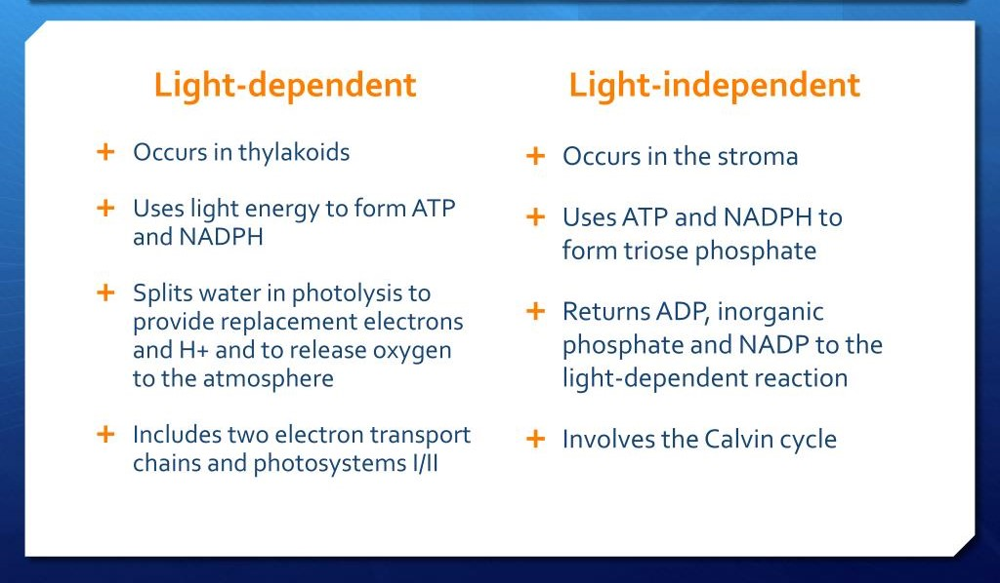 Light-dependent
+ Occurs in thylakoids
+ Uses light energy to form ATP
and NADPH
+ Splits water in photolysis to
provide replacement electrons
and H+ and to release oxygen
to the atmosphere
+ Includes two electron transport
chains and photosystems I/II
Light-independent
+ Occurs in the stroma
+ Uses ATP and NADPH to
form triose phosphate
+ Returns ADP, inorganic
phosphate and NADP to the
light-dependent reaction
+ Involves the Calvin cycle